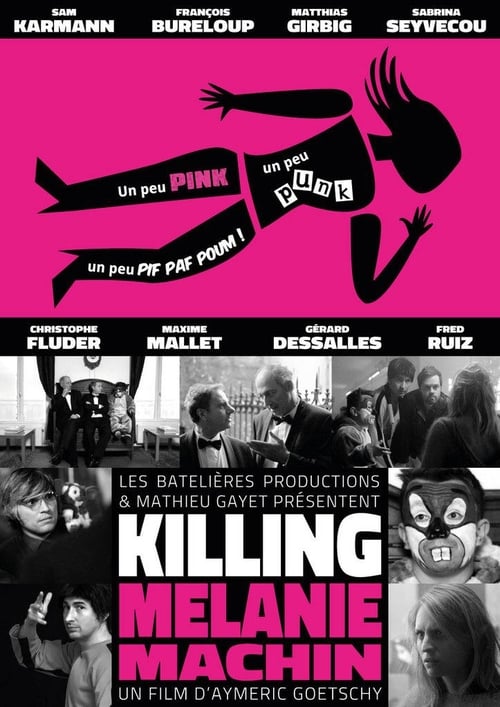 SAM KARMANN FRANÇOIS BURELOUP MATTHIAS GIRBIG SABRINA SEYVECOU
un peu punk
Un peu PINK
un peu PIF PAF POUM !
CHRISTOPHE FLUDER MAXIME MALLET GÉRARD DESSALLES FRED RUIZ
LES BATELIÈRES PRODUCTIONS
& MATHIEU GAYET PRÉSENTENT
KILLING
MELANIE
MACHIN
UN FILM D'AYMERIC GOETSCHY